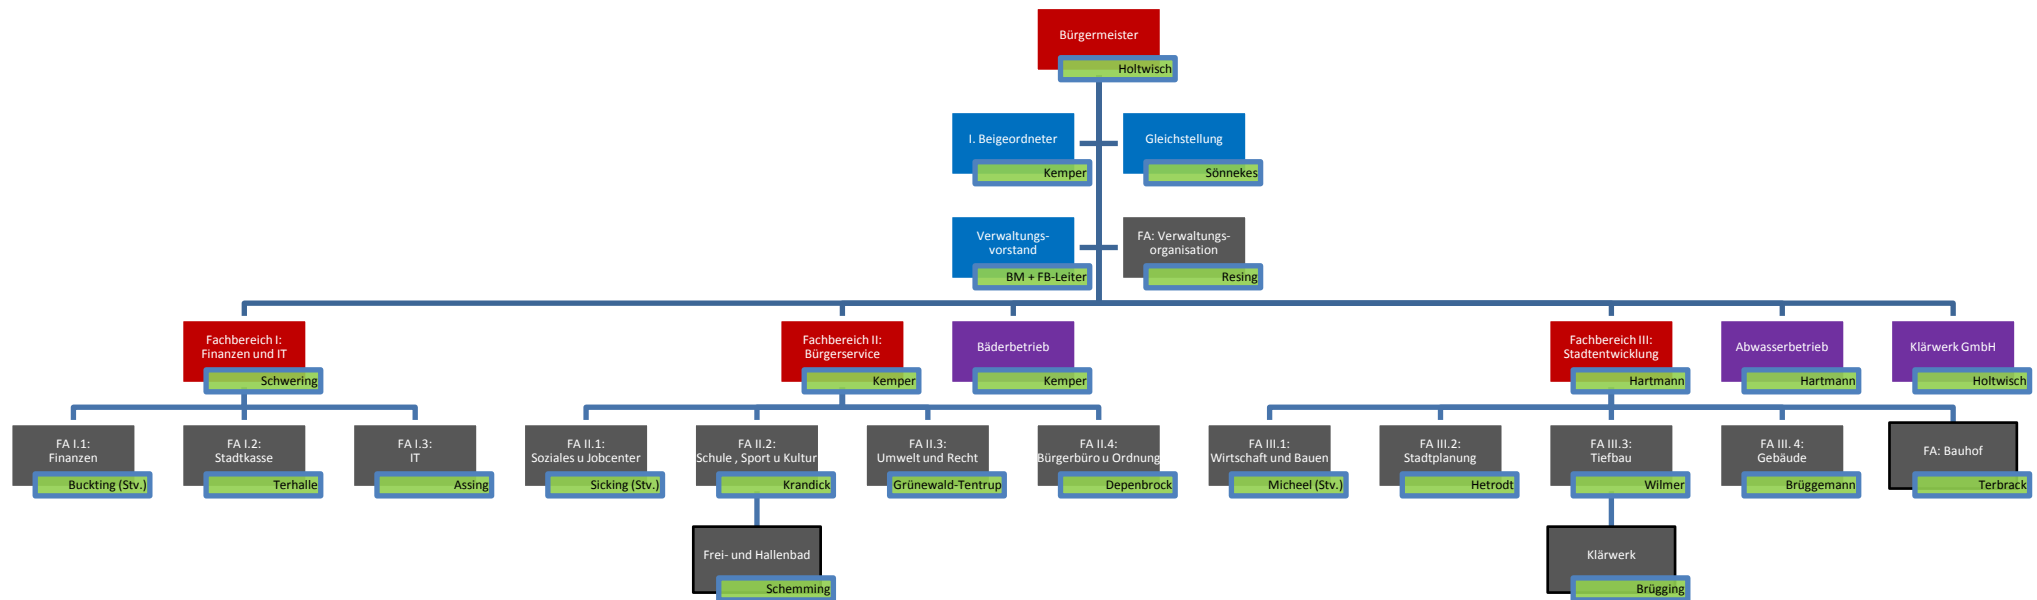 Bürgermeister
Holtwisch
I. Beigeordneter
Kemper
Gleichstellung
Sönnekes
Verwaltungs-
vorstand
BM + FB-Leiter
FA: Verwaltungs-
organisation
Resing
Fachbereich I:
Finanzen und IT
Schwering
Fachbereich II:
Bürgerservice
Kemper
Bäderbetrieb
Kemper
Fachbereich III:
Stadtentwicklung
Hartmann
Abwasserbetrieb
Hartmann
Klärwerk GmbH
Holtwisch
FA I.1:
Finanzen
Buckting (Stv.)
FA I.2:
Stadtkasse
Terhalle
FA I.3:
IT
Assing
FA II.1:
Soziales u Jobcenter
Sicking (Stv.)
FA II.2:
Schule , Sport u Kultur
Krandick
FA II.3:
Umwelt und Recht
Grünewald-Tentrup
FA II.4:
Bürgerbüro u Ordnung
Depenbrock
FA III.1:
Wirtschaft und Bauen
Micheel (Stv.)
FA III.2:
Stadtplanung
Hetrodt
FA III.3:
Tiefbau
Wilmer
FA III. 4:
Gebäude
Brüggemann
FA: Bauhof
Terbrack
Frei- und Hallenbad
Schemming
Klärwerk
Brügging